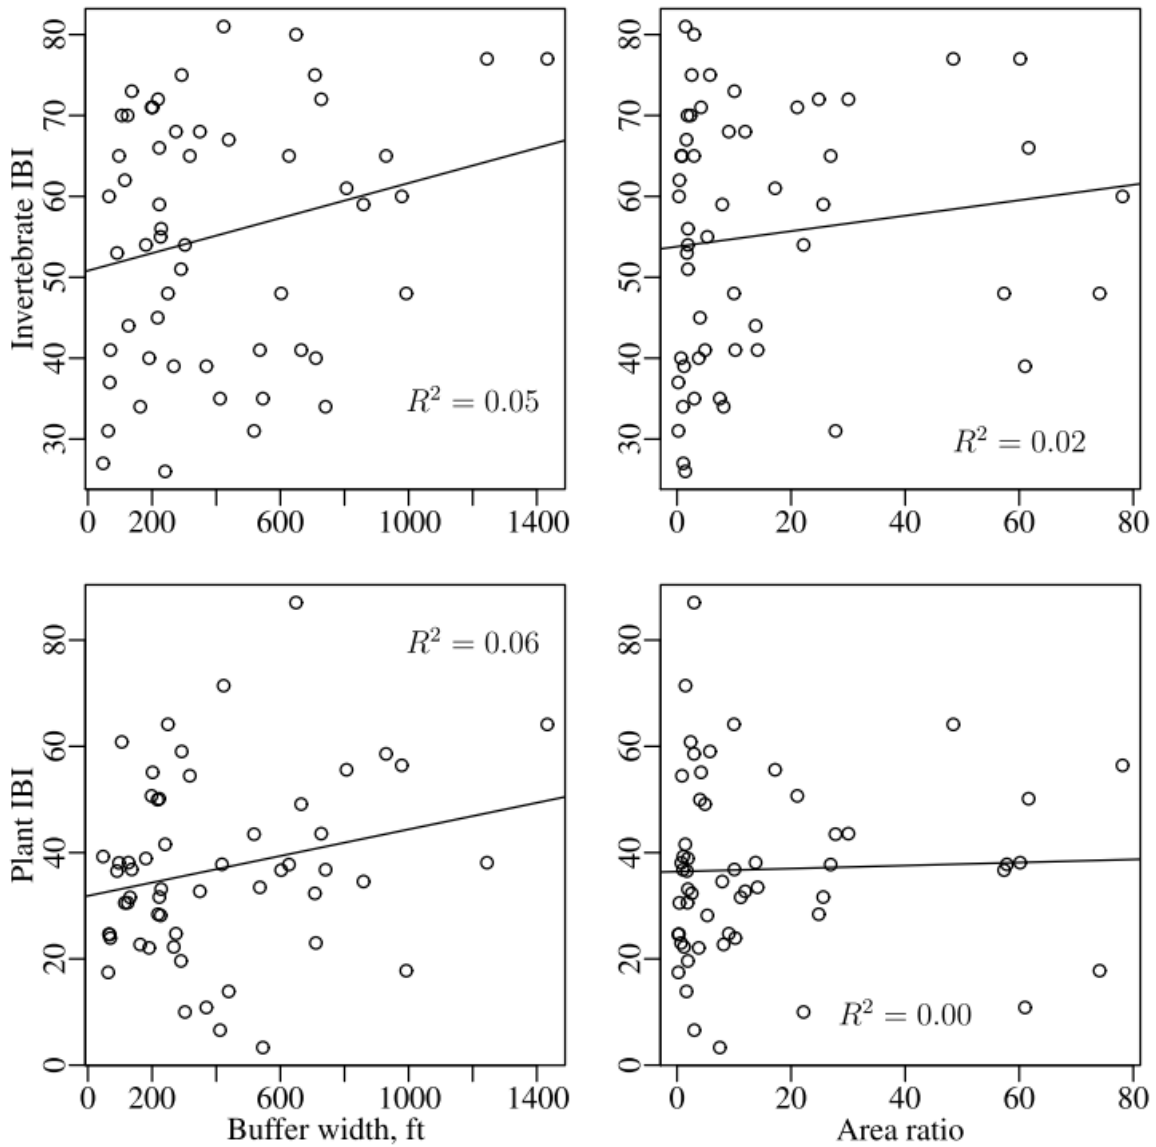 Invertebrate IBI
80
70
60
50
40
30
R² = 0.05
0 200 600 1000 1400
80
70
60
50
40
30
R² = 0.02
0 20 40 60 80
Plant IBI
80
60
40
20
0
R² = 0.06
0 200 600 1000 1400
Buffer width, ft
80
60
40
20
0
R² = 0.00
0 20 40 60 80
Area ratio